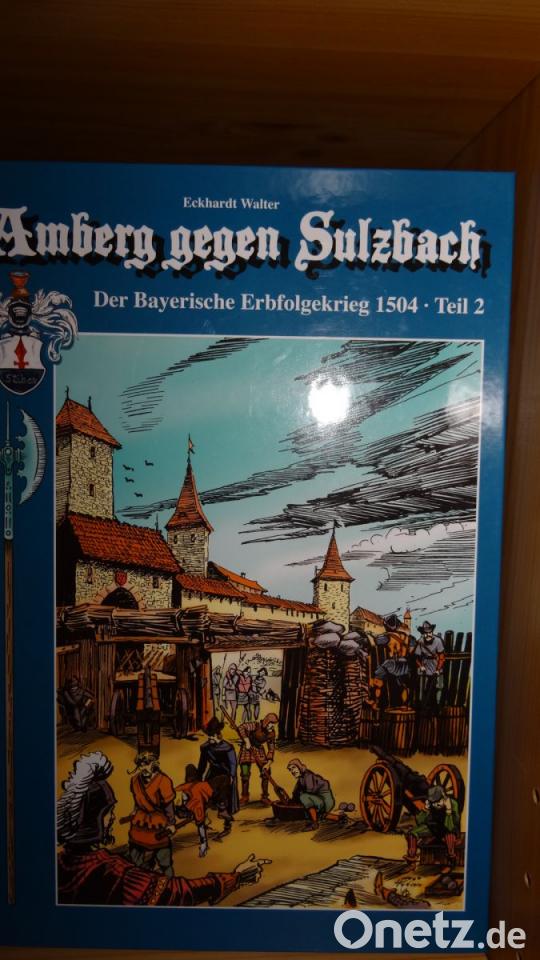 Eckhardt Walter
Amberg gegen Sulzbach
Der Bayerische Erbfolgekrieg 1504 · Teil 2
Onetz.de